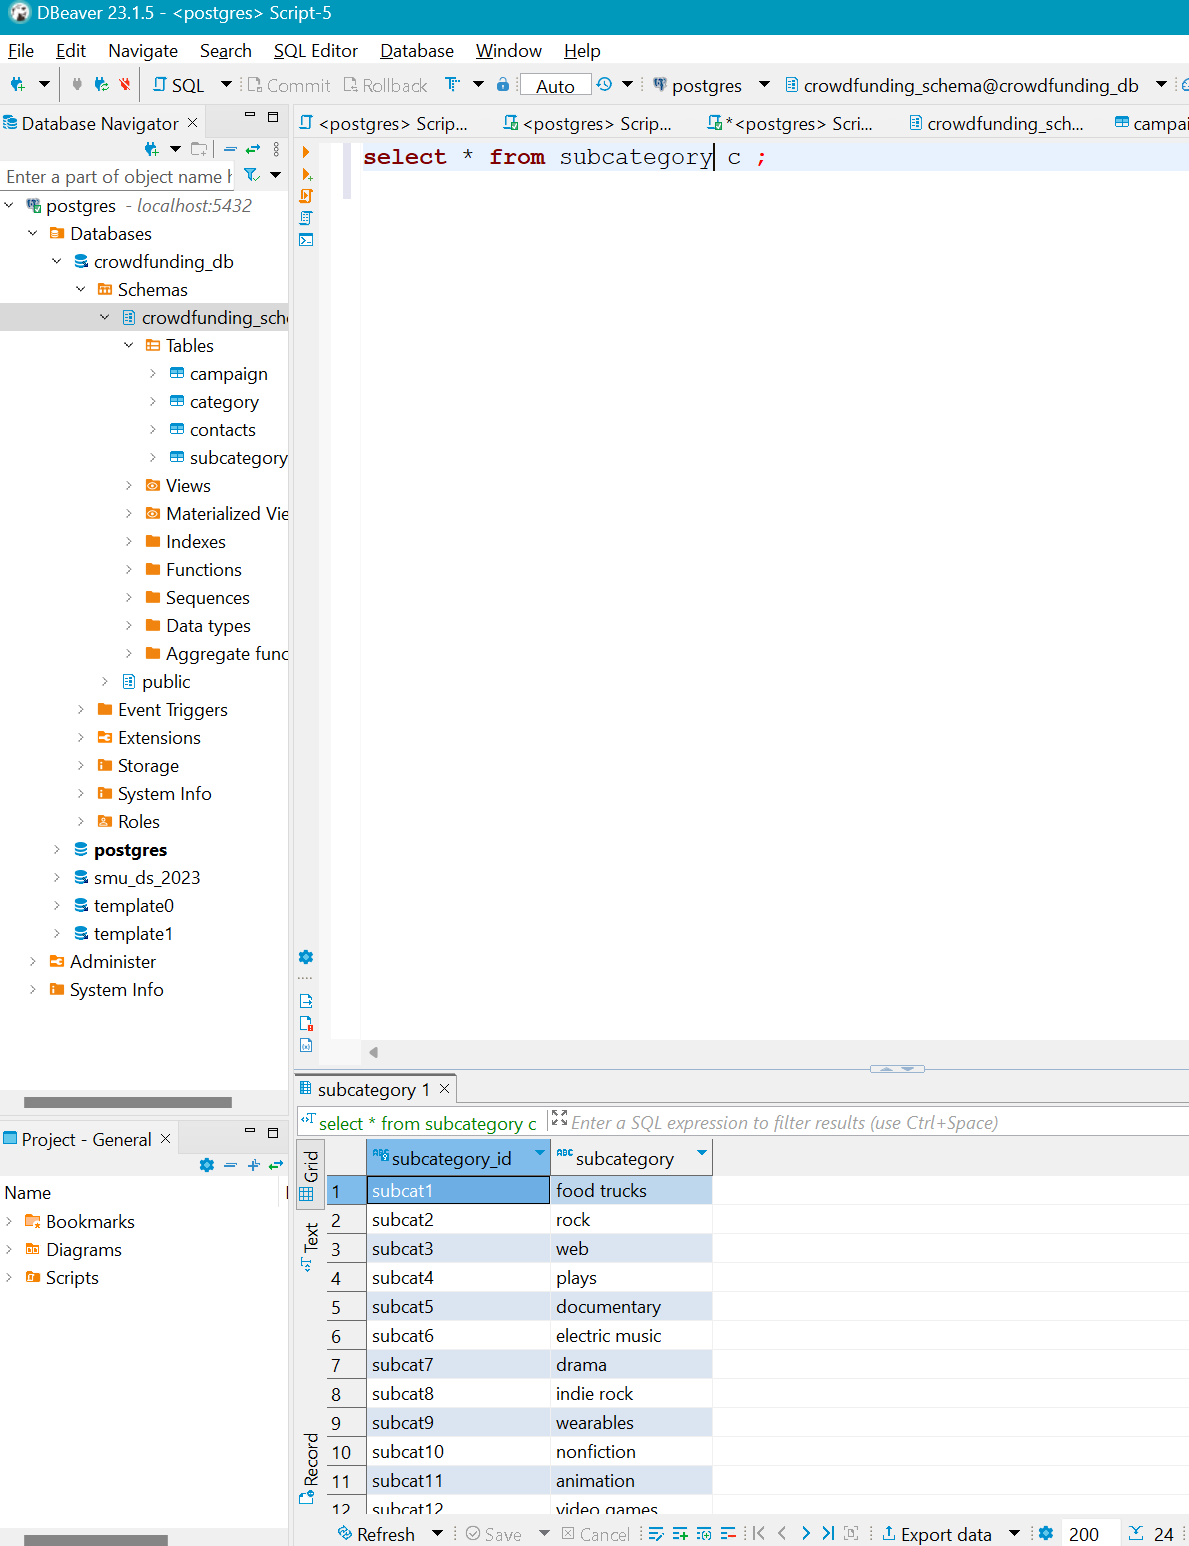 DBeaver 23.1.5 - <postgres> Script-5
File Edit Navigate Search SQL Editor Database Window Help
SQL Commit Rollback Auto postgres crowdfunding_schema@crowdfunding_db
Database Navigator
<postgres> Scrip... <postgres> Scrip... *<postgres> Scri... crowdfunding_sch... campai
Enter a part of object name h
select * from subcategory c ;
postgres - localhost:5432
Databases
crowdfunding_db
Schemas
crowdfunding_sche
Tables
campaign
category
contacts
subcategory
Views
Materialized Vie
Indexes
Functions
Sequences
Data types
Aggregate func
public
Event Triggers
Extensions
Storage
System Info
Roles
postgres
smu_ds_2023
template0
template1
Administer
System Info
Project - General
Name
Bookmarks
Diagrams
Scripts
subcategory 1
select * from subcategory c Enter a SQL expression to filter results (use Ctrl+Space)
Grid
Text
Record
subcategory_id subcategory
1 subcat1 food trucks
2 subcat2 rock
3 subcat3 web
4 subcat4 plays
5 subcat5 documentary
6 subcat6 electric music
7 subcat7 drama
8 subcat8 indie rock
9 subcat9 wearables
10 subcat10 nonfiction
11 subcat11 animation
12 subcat12 video games
Refresh Save Cancel Export data 200 24